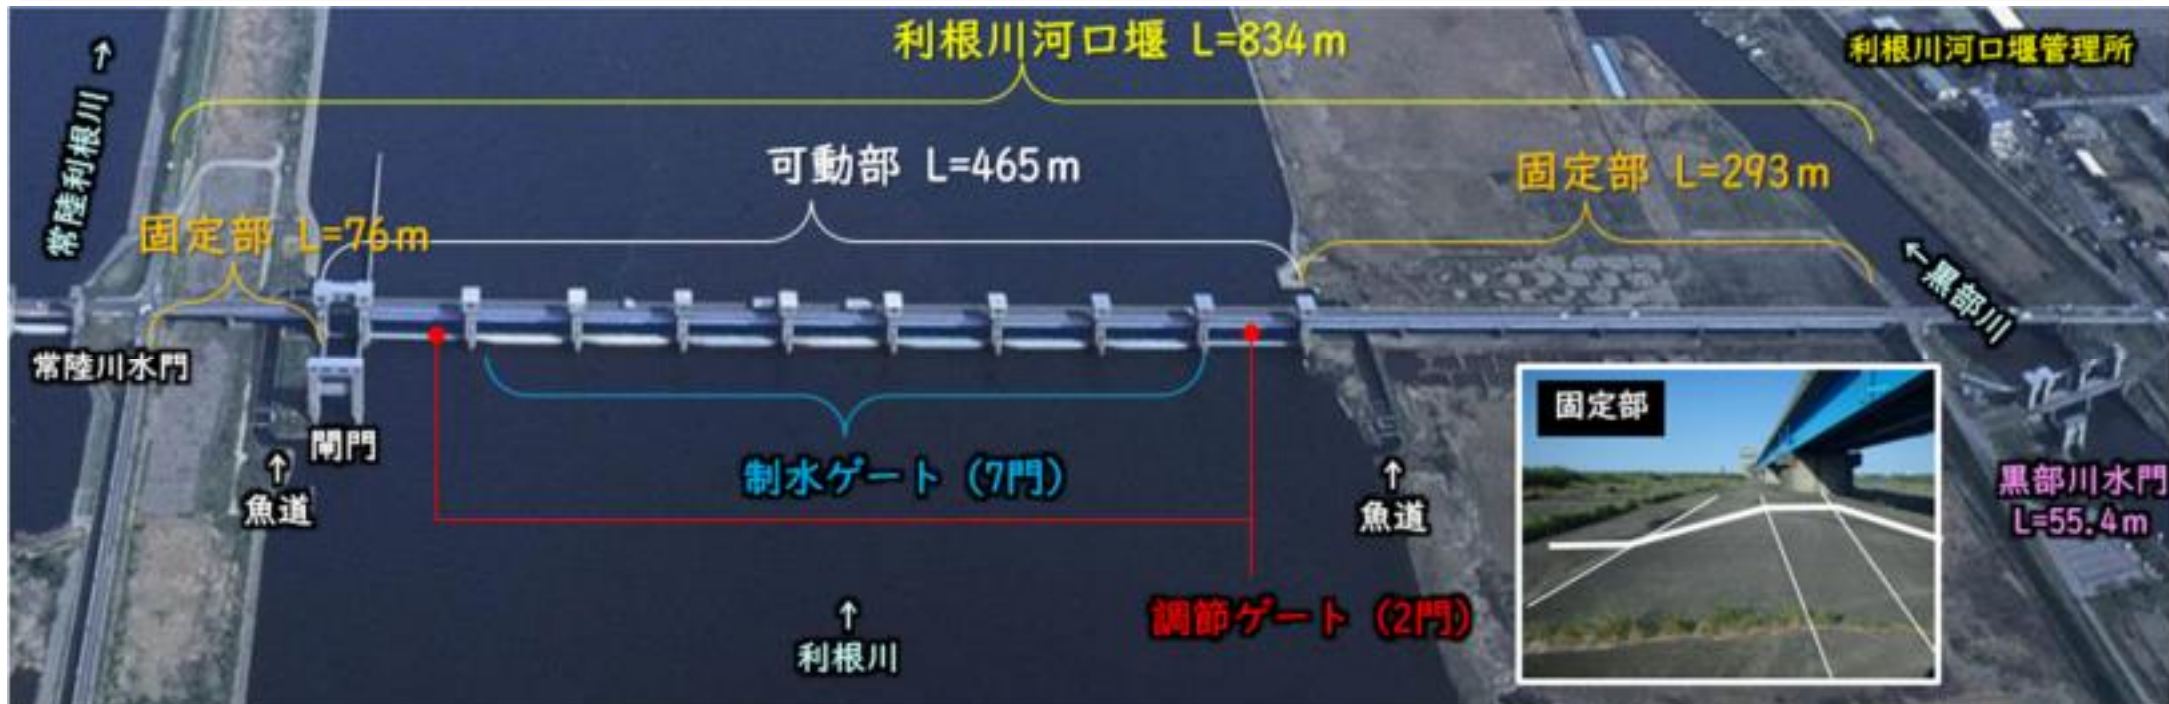 利根川河口堰 L=834m
利根川河口堰管理所
↑
常陸利根川
可動部 L=465m
固定部 L=293m
固定部 L=76m
←黒部川
常陸川水門
固定部
閘門
制水ゲート (7門)
↑
魚道
↑
魚道
黒部川水門
L=55.4m
調節ゲート (2門)
↑
利根川